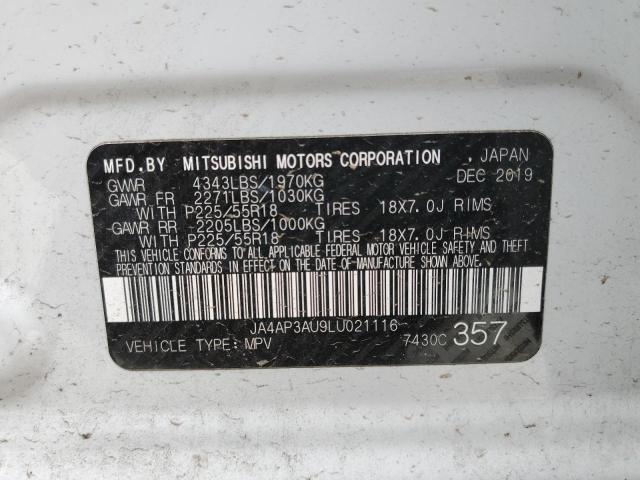 MFD.BY MITSUBISHI MOTORS CORPORATION , JAPAN
GVWR 4343LBS/1970KG DEC 2019
GAWR FR 2271LBS/1030KG
WITH P225/55R18 TIRES 18X7.0J RIMS
GAWR RR 2205LBS/1000KG
WITH P225/55R18 TIRES 18X7.0J RIMS
THIS VEHICLE CONFORMS TO ALL APPLICABLE FEDERAL MOTOR VEHICLE SAFETY AND THEFT
PREVENTION STANDARDS IN EFFECT ON THE DATE OF MANUFACTURE SHOWN ABOVE.
JA4AP3AU9LU021116
VEHICLE TYPE: MPV 7430C 357